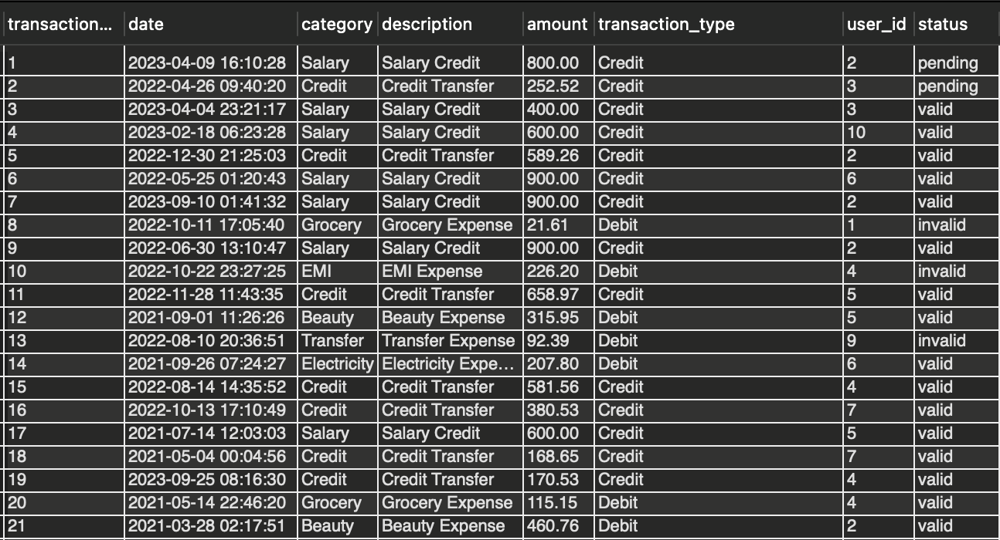 transaction... date category description amount transaction_type user_id status
1 2023-04-09 16:10:28 Salary Salary Credit 800.00 Credit 2 pending
2 2022-04-26 09:40:20 Credit Credit Transfer 252.52 Credit 3 pending
3 2023-04-04 23:21:17 Salary Salary Credit 400.00 Credit 3 valid
4 2023-02-18 06:23:28 Salary Salary Credit 600.00 Credit 10 valid
5 2022-12-30 21:25:03 Credit Credit Transfer 589.26 Credit 2 valid
6 2022-05-25 01:20:43 Salary Salary Credit 900.00 Credit 6 valid
7 2023-09-10 01:41:32 Salary Salary Credit 900.00 Credit 2 valid
8 2022-10-11 17:05:40 Grocery Grocery Expense 21.61 Debit 1 invalid
9 2022-06-30 13:10:47 Salary Salary Credit 900.00 Credit 2 valid
10 2022-10-22 23:27:25 EMI EMI Expense 226.20 Debit 4 invalid
11 2022-11-28 11:43:35 Credit Credit Transfer 658.97 Credit 5 valid
12 2021-09-01 11:26:26 Beauty Beauty Expense 315.95 Debit 5 valid
13 2022-08-10 20:36:51 Transfer Transfer Expense 92.39 Debit 9 invalid
14 2021-09-26 07:24:27 Electricity Electricity Expe... 207.80 Debit 6 valid
15 2022-08-14 14:35:52 Credit Credit Transfer 581.56 Credit 4 valid
16 2022-10-13 17:10:49 Credit Credit Transfer 380.53 Credit 7 valid
17 2021-07-14 12:03:03 Salary Salary Credit 600.00 Credit 5 valid
18 2021-05-04 00:04:56 Credit Credit Transfer 168.65 Credit 7 valid
19 2023-09-25 08:16:30 Credit Credit Transfer 170.53 Credit 4 valid
20 2021-05-14 22:46:20 Grocery Grocery Expense 115.15 Debit 4 valid
21 2021-03-28 02:17:51 Beauty Beauty Expense 460.76 Debit 2 valid